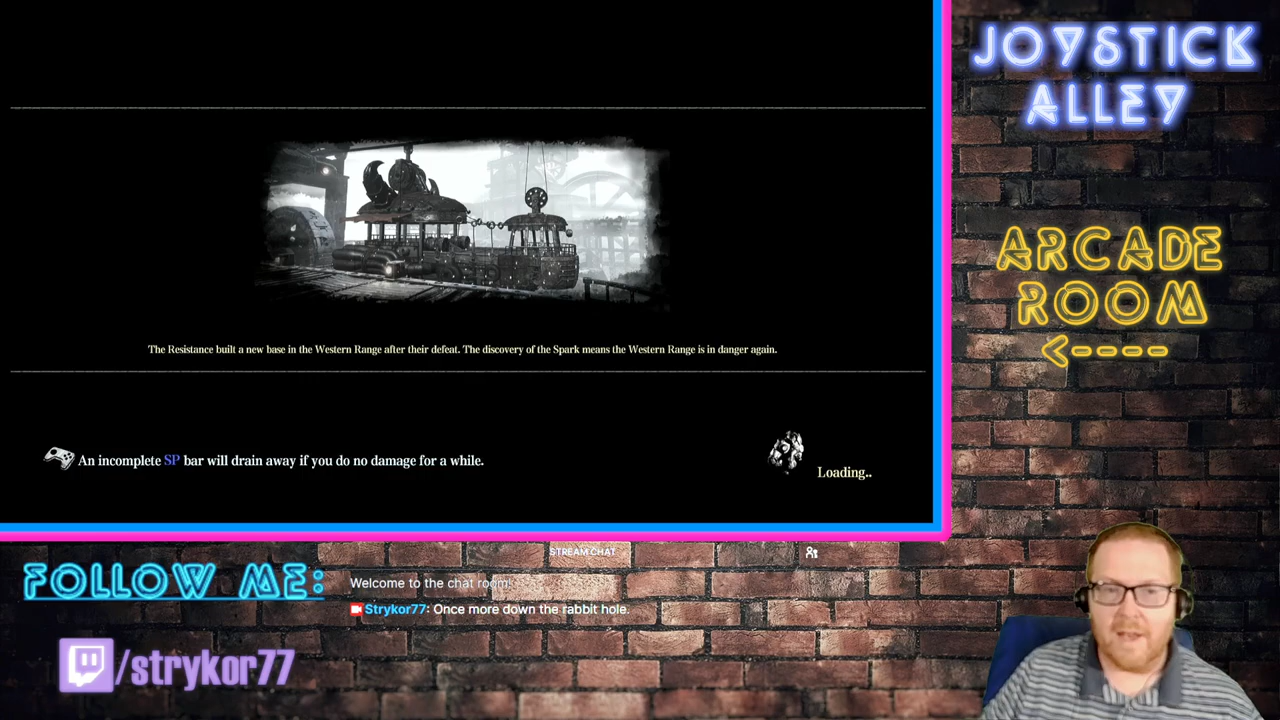 JOYSTICK
ALLEY
ARCADE
ROOM
<----
The Resistance built a new base in the Western Range after their defeat. The discovery of the Spark means the Western Range is in danger again.
An incomplete SP bar will drain away if you do no damage for a while.
Loading..
STREAM CHAT
FOLLOW ME:
Welcome to the chat room!
Strykor77: Once more down the rabbit hole.
/strykor77